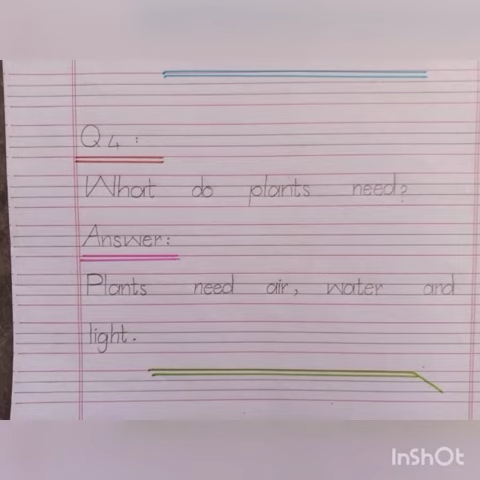 Q4:
What do plants need?
Answer:
Plants need air, water and
light.
InShOt